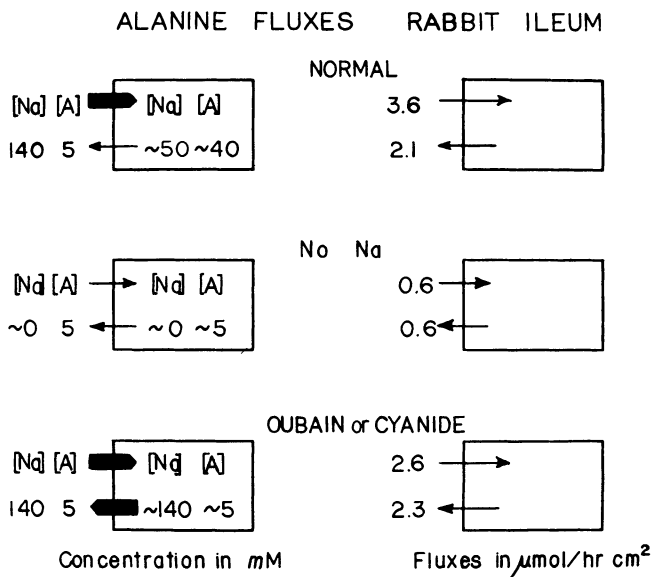 ALANINE FLUXES RABBIT ILEUM
NORMAL
[Na] [A] [Na] [A] 3.6
140 5 ~50 ~40 2.1
No Na
[Na] [A] [Na] [A] 0.6
~0 5 ~0 ~5 0.6
OUBAIN or CYANIDE
[Na] [A] [Na] [A] 2.6
140 5 ~140 ~5 2.3
Concentration in mM Fluxes in μmol/hr cm²